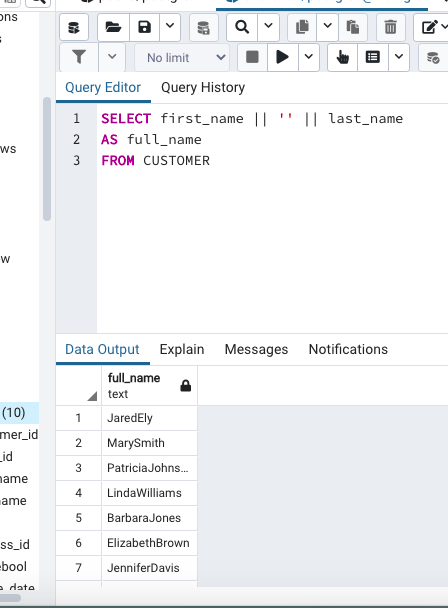 ons
No limit
Query Editor Query History
1 SELECT first_name || '' || last_name
2 AS full_name
3 FROM CUSTOMER
ws
w
Data Output Explain Messages Notifications
full_name
text
(10)
1 JaredEly
mer_id
2 MarySmith
_id
3 PatriciaJohns...
name
4 LindaWilliams
ame
5 BarbaraJones
ss_id
6 ElizabethBrown
ebool
7 JenniferDavis
e_date